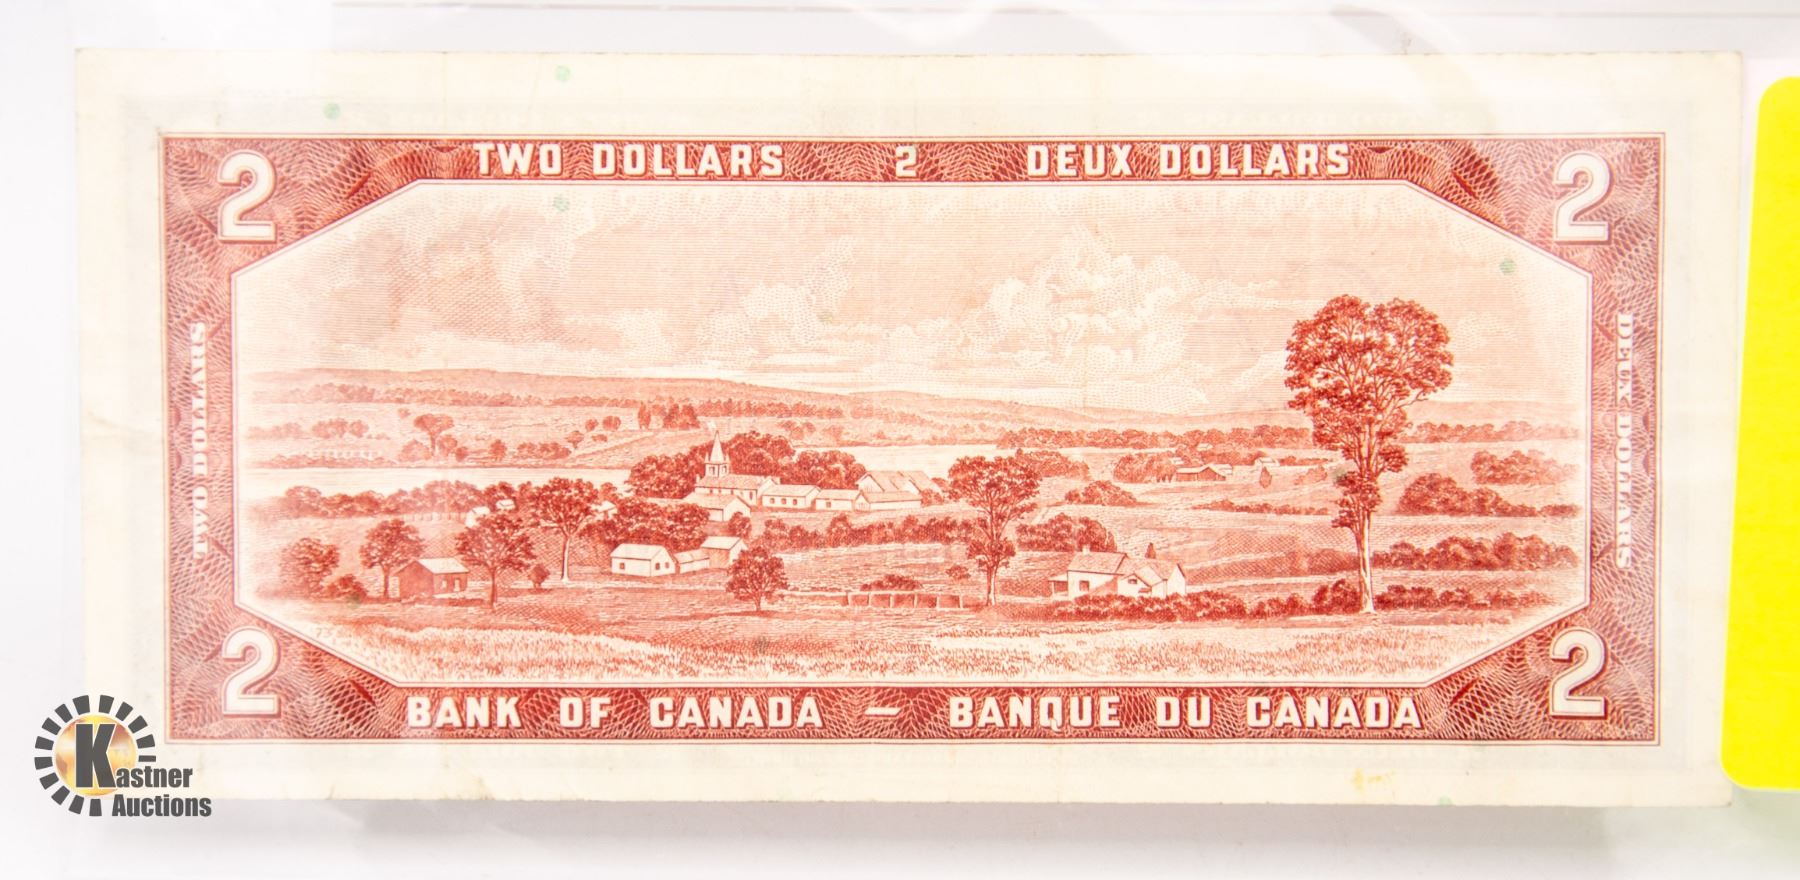 TWO DOLLARS 2 DEUX DOLLARS
2 2
TWO DOLLARS
DEUX DOLLARS
2 2
BANK OF CANADA – BANQUE DU CANADA
Kastner
Auctions